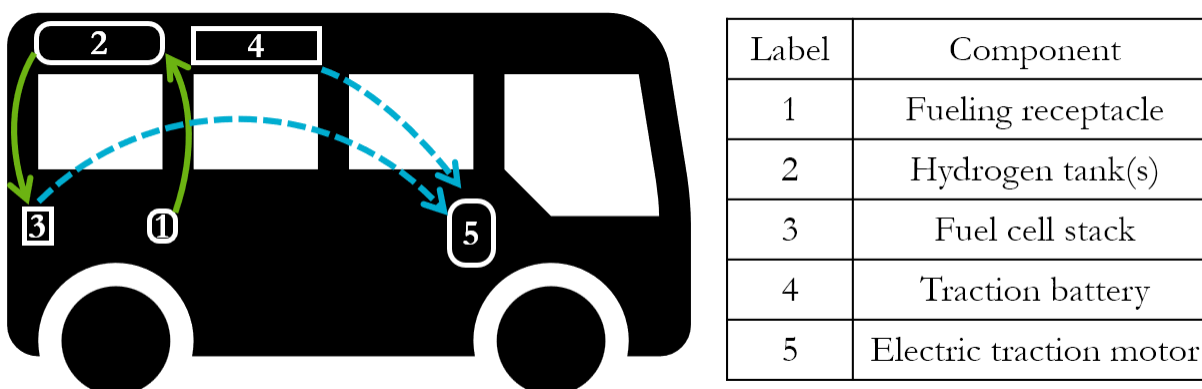 2
4
3
1
5
Label Component
1 Fueling receptacle
2 Hydrogen tank(s)
3 Fuel cell stack
4 Traction battery
5 Electric traction motor